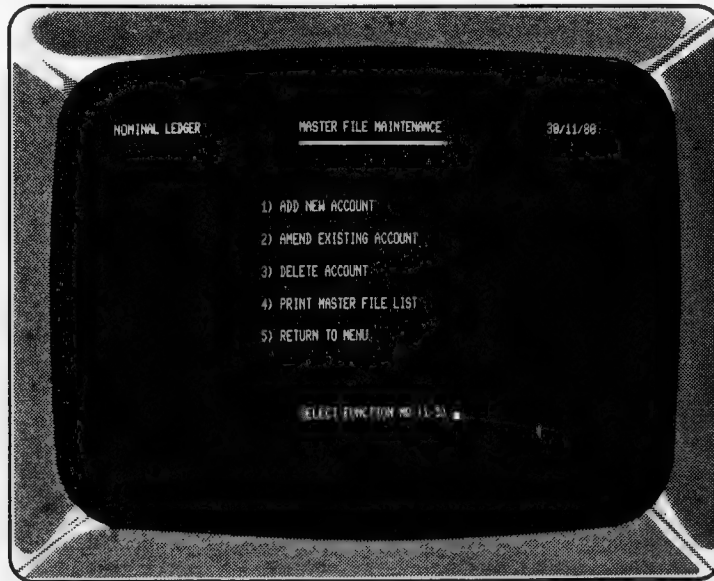 NOMINAL LEDGER MASTER FILE MAINTENANCE 30/11/80
1) ADD NEW ACCOUNT
2) AMEND EXISTING ACCOUNT
3) DELETE ACCOUNT
4) PRINT MASTER FILE LIST
5) RETURN TO MENU
SELECT FUNCTION NO (1-5)